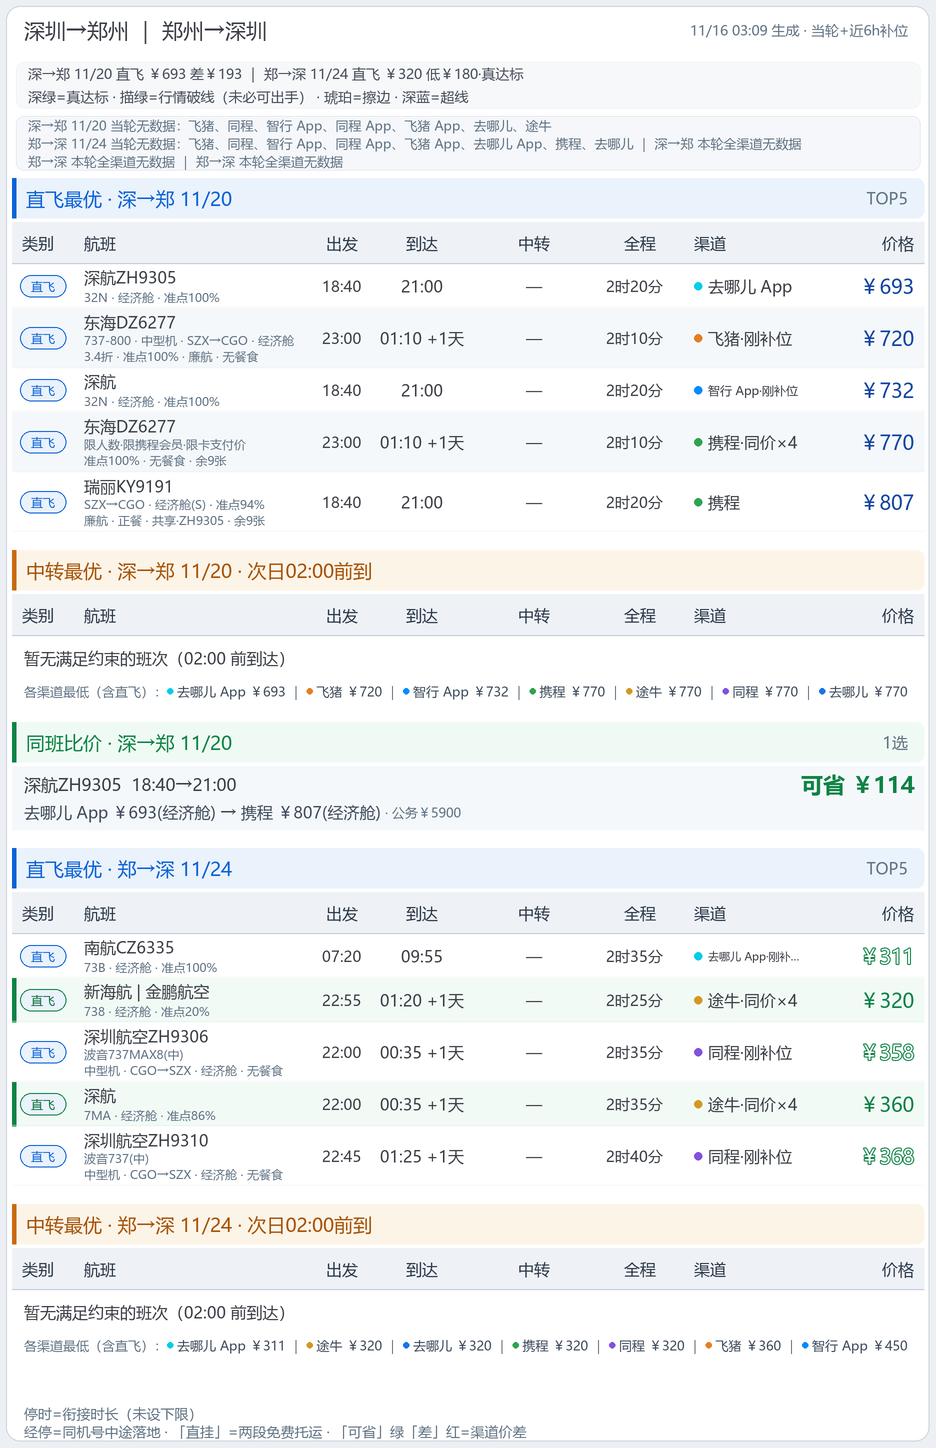 深圳→郑州 | 郑州→深圳 11/16 03:09 生成 · 当轮+近6h补位
深→郑 11/20 直飞 ¥693 差¥193 | 郑→深 11/24 直飞 ¥320 低¥180·真达标
深绿=真达标 · 描绿=行情破线（未必可出手） · 琥珀=擦边 · 深蓝=超线
深→郑 11/20 当轮无数据：飞猪、同程、智行 App、同程 App、飞猪 App、去哪儿、途牛
郑→深 11/24 当轮无数据：飞猪、同程、智行 App、同程 App、飞猪 App、去哪儿 App、携程、去哪儿 | 深→郑 本轮全渠道无数据
郑→深 本轮全渠道无数据 | 郑→深 本轮全渠道无数据
直飞最优 · 深→郑 11/20 TOP5
类别 航班 出发 到达 中转 全程 渠道 价格
直飞 深航ZH9305 18:40 21:00 — 2时20分 去哪儿 App ¥693
32N · 经济舱 · 准点100%
直飞 东海DZ6277 23:00 01:10 +1天 — 2时10分 飞猪·刚补位 ¥720
737-800 · 中型机 · SZX→CGO · 经济舱
3.4折 · 准点100% · 廉航 · 无餐食
直飞 深航 18:40 21:00 — 2时20分 智行 App·刚补位 ¥732
32N · 经济舱 · 准点100%
直飞 东海DZ6277 23:00 01:10 +1天 — 2时10分 携程·同价×4 ¥770
限人数·限携程会员·限卡支付价
准点100% · 无餐食 · 余9张
直飞 瑞丽KY9191 18:40 21:00 — 2时20分 携程 ¥807
SZX→CGO · 经济舱(S) · 准点94%
廉航 · 正餐 · 共享·ZH9305 · 余9张
中转最优 · 深→郑 11/20 · 次日02:00前到
类别 航班 出发 到达 中转 全程 渠道 价格
暂无满足约束的班次（02:00 前到达）
各渠道最低（含直飞）: 去哪儿 App ¥693 | 飞猪 ¥720 | 智行 App ¥732 | 携程 ¥770 | 途牛 ¥770 | 同程 ¥770 | 去哪儿 ¥770
同班比价 · 深→郑 11/20 1选
深航ZH9305 18:40→21:00 可省 ¥114
去哪儿 App ¥693(经济舱) → 携程 ¥807(经济舱) · 公务¥5900
直飞最优 · 郑→深 11/24 TOP5
类别 航班 出发 到达 中转 全程 渠道 价格
直飞 南航CZ6335 07:20 09:55 — 2时35分 去哪儿 App·刚补… ¥311
73B · 经济舱 · 准点100%
直飞 新海航 | 金鹏航空 22:55 01:20 +1天 — 2时25分 途牛·同价×4 ¥320
738 · 经济舱 · 准点20%
直飞 深圳航空ZH9306 22:00 00:35 +1天 — 2时35分 同程·刚补位 ¥358
波音737MAX8(中)
中型机 · CGO→SZX · 经济舱 · 无餐食
直飞 深航 22:00 00:35 +1天 — 2时35分 途牛·同价×4 ¥360
7MA · 经济舱 · 准点86%
直飞 深圳航空ZH9310 22:45 01:25 +1天 — 2时40分 同程·刚补位 ¥368
波音737(中)
中型机 · CGO→SZX · 经济舱 · 无餐食
中转最优 · 郑→深 11/24 · 次日02:00前到
类别 航班 出发 到达 中转 全程 渠道 价格
暂无满足约束的班次（02:00 前到达）
各渠道最低（含直飞）: 去哪儿 App ¥311 | 途牛 ¥320 | 去哪儿 ¥320 | 携程 ¥320 | 同程 ¥320 | 飞猪 ¥360 | 智行 App ¥450
停时=衔接时长（未设下限）
经停=同机号中途落地 · 「直挂」=两段免费托运 · 「可省」绿「差」红=渠道价差